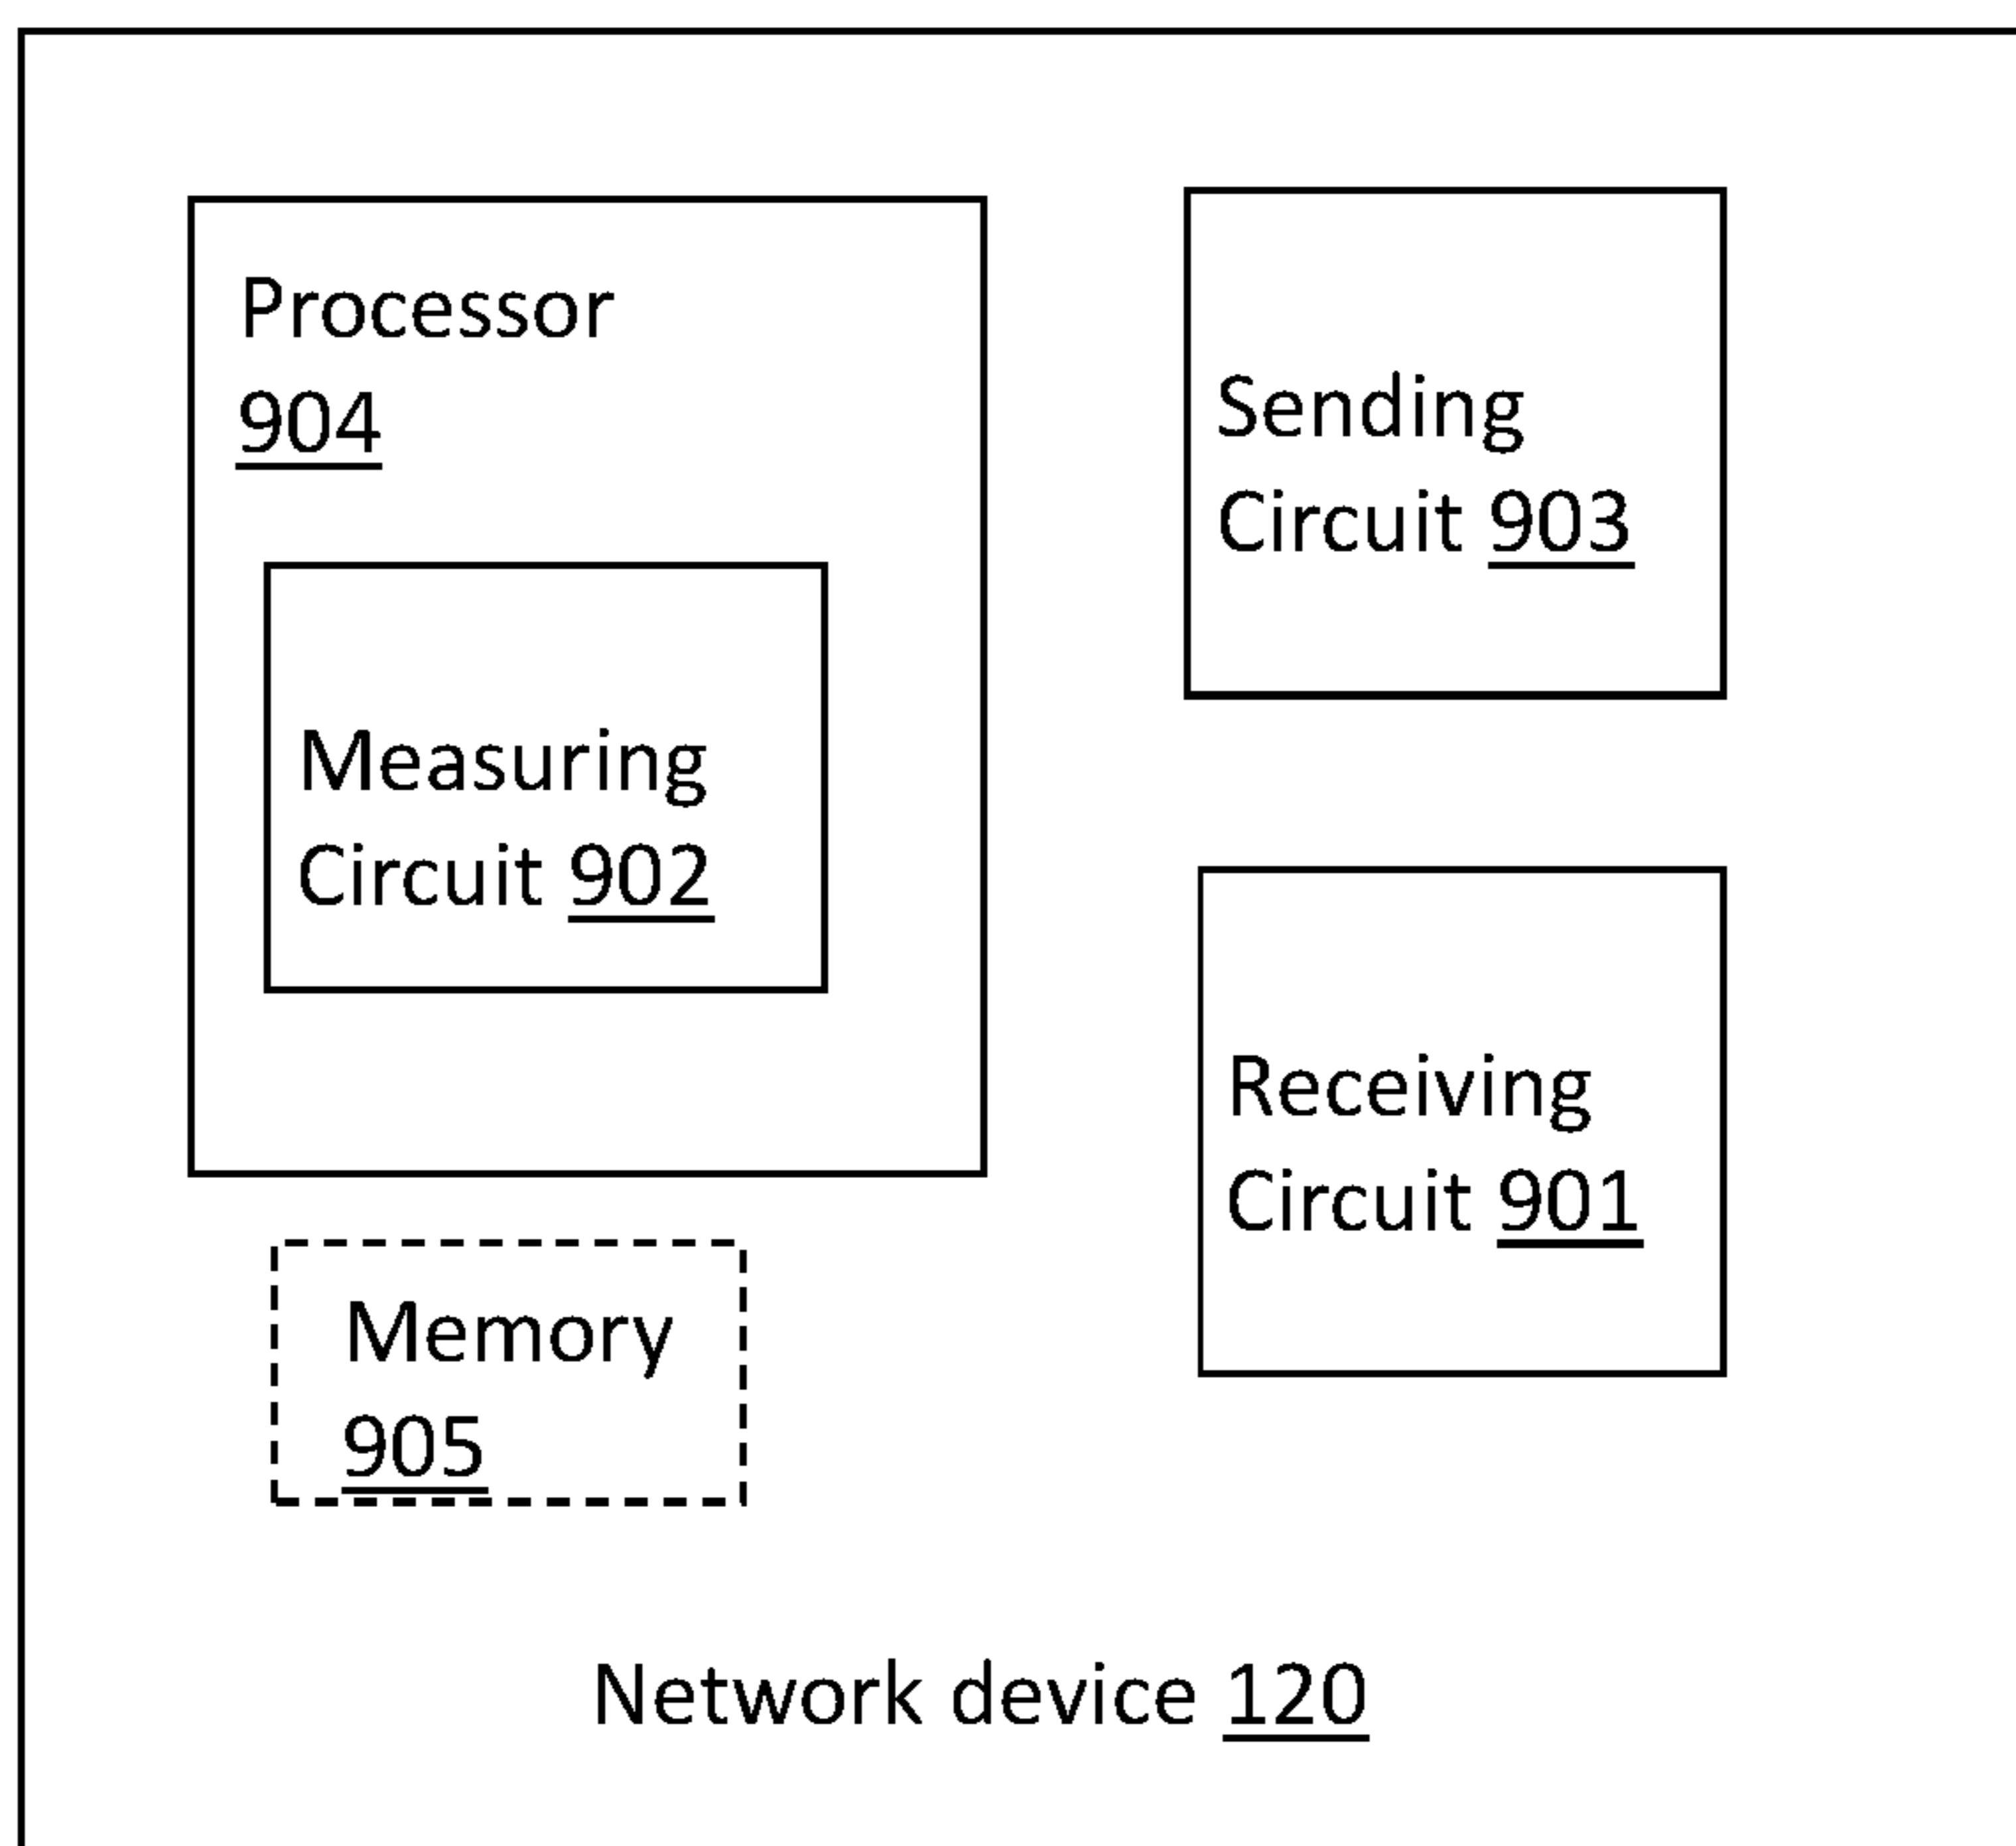 Processor
904
Measuring
Circuit 902
Sending
Circuit 903
Receiving
Circuit 901
Memory
905
Network device 120